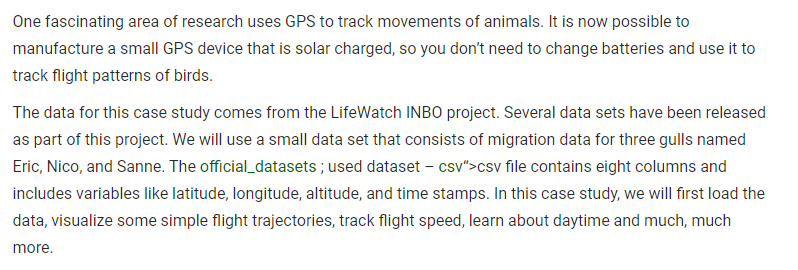 One fascinating area of research uses GPS to track movements of animals. It is now possible to
manufacture a small GPS device that is solar charged, so you don't need to change batteries and use it to
track flight patterns of birds.
The data for this case study comes from the LifeWatch INBO project. Several data sets have been released
as part of this project. We will use a small data set that consists of migration data for three gulls named
Eric, Nico, and Sanne. The official_datasets ; used dataset – csv">csv file contains eight columns and
includes variables like latitude, longitude, altitude, and time stamps. In this case study, we will first load the
data, visualize some simple flight trajectories, track flight speed, learn about daytime and much, much
more.